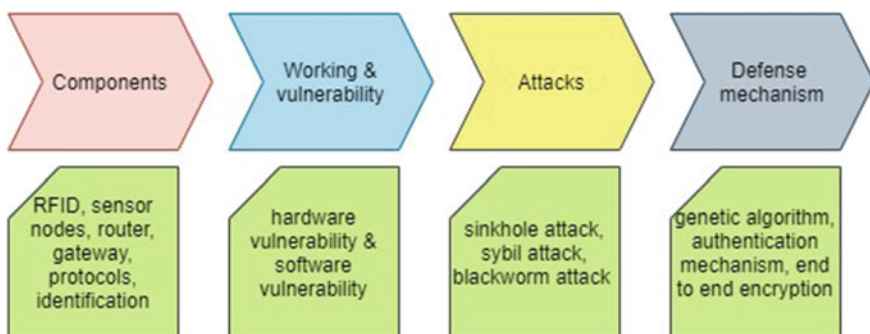 Components
Working &
vulnerability
Attacks
Defense
mechanism
RFID, sensor
nodes, router,
gateway,
protocols,
identification
hardware
vulnerability &
software
vulnerability
sinkhole attack,
sybil attack,
blackworm attack
genetic algorithm,
authentication
mechanism, end
to end encryption